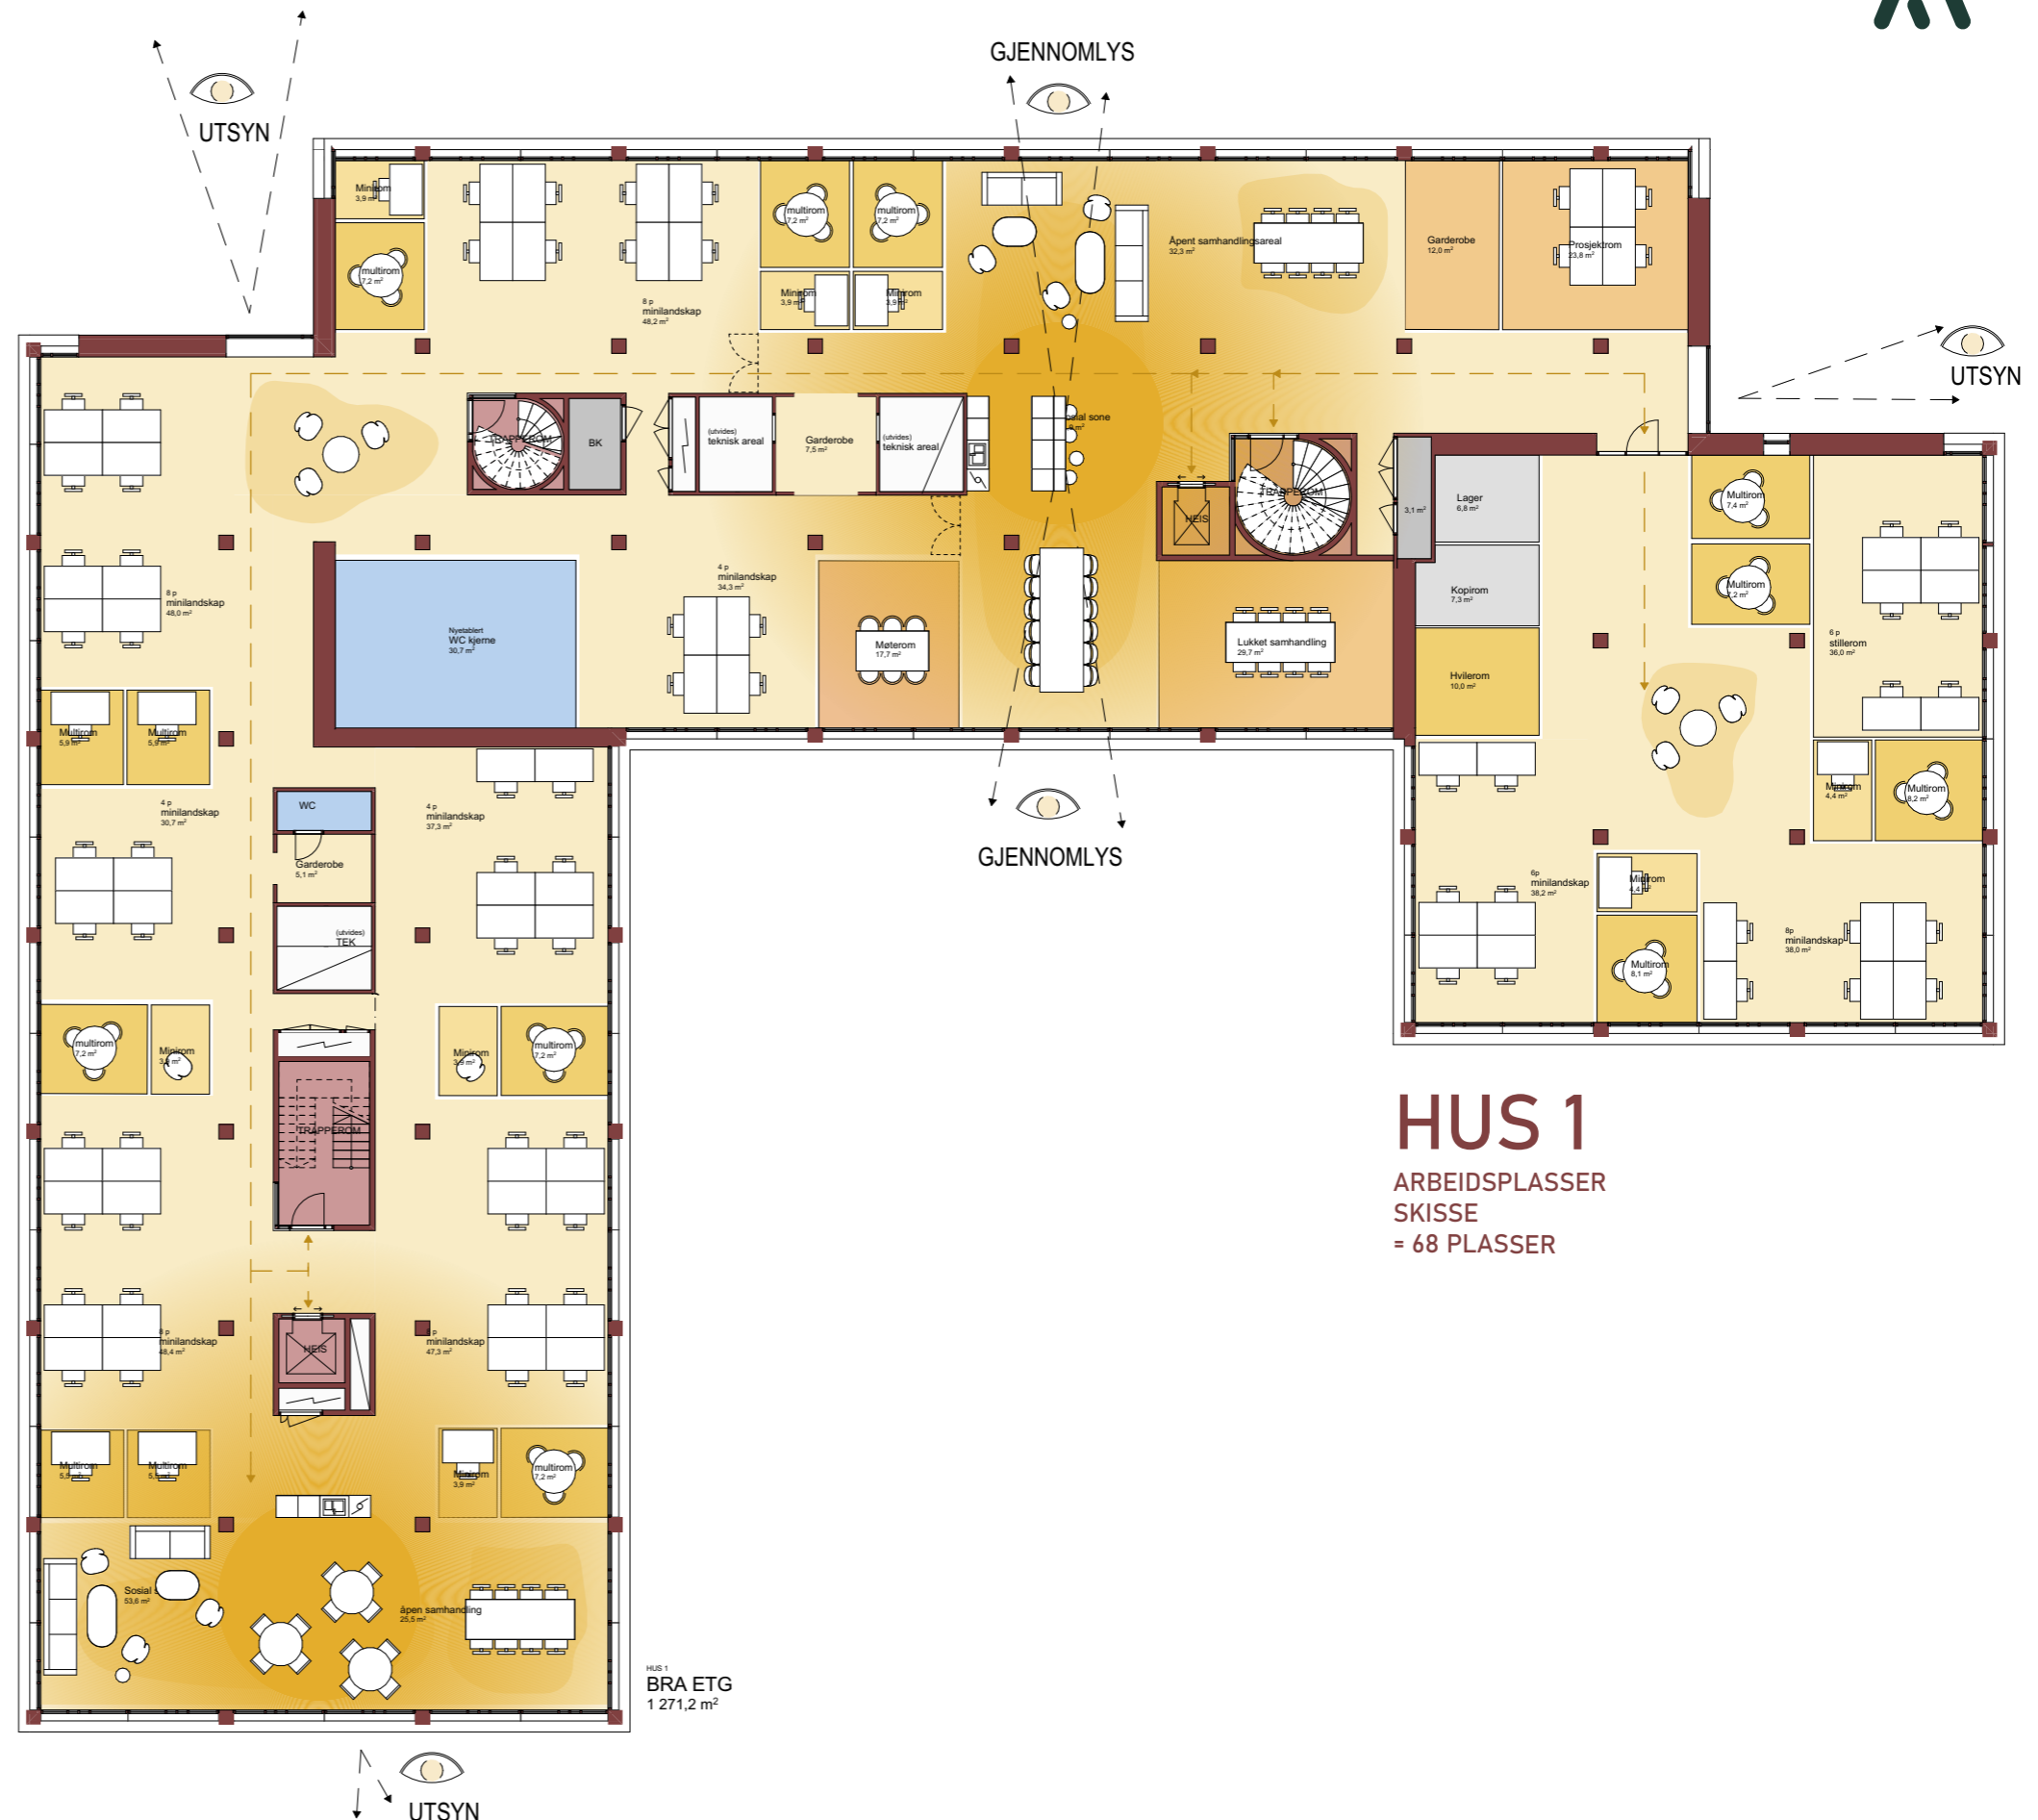 GJENNOMLYS
UTSYN
Minirom
3,9 m²
multirom
7,2 m²
multirom
7,2 m²
multirom
7,2 m²
Minirom
3,9 m²
Minirom
3,9 m²
8 p
minilandskap
48,2 m²
Åpent samhandlingsareal
32,3 m²
Garderobe
12,0 m²
Prosjektrom
23,8 m²
UTSYN
TRAPPEROM
BK
(utvides)
teknisk areal
Garderobe
7,5 m²
(utvides)
teknisk areal
sone
HEIS
TRAPPEROM
3,1 m²
Lager
6,8 m²
Kopirom
7,3 m²
Hvilerom
10,0 m²
Multirom
7,4 m²
Multirom
7,2 m²
6 p
stillerom
36,0 m²
8 p
minilandskap
48,0 m²
Nyetablert
WC kjerne
30,7 m²
4 p
minilandskap
34,3 m²
Møterom
17,7 m²
Lukket samhandling
29,7 m²
Multirom
5,9 m²
Multirom
5,9 m²
4 p
minilandskap
30,7 m²
WC
Garderobe
5,1 m²
4 p
minilandskap
37,3 m²
(utvides)
TEK
GJENNOMLYS
Minirom
4,4 m²
Multirom
8,2 m²
6p
minilandskap
38,2 m²
Minirom
4,4 m²
Multirom
8,1 m²
8p
minilandskap
38,0 m²
multirom
7,2 m²
Minirom
3,9 m²
Minirom
3,9 m²
multirom
7,2 m²
TRAPPEROM
HUS 1
ARBEIDSPLASSER
SKISSE
= 68 PLASSER
8 p
minilandskap
48,4 m²
HEIS
minilandskap
47,3 m²
Multirom
Multirom
Minirom
3,9 m²
multirom
7,2 m²
Sosial
53,6 m²
åpen samhandling
25,5 m²
HUS 1
BRA ETG
1 271,2 m²
UTSYN